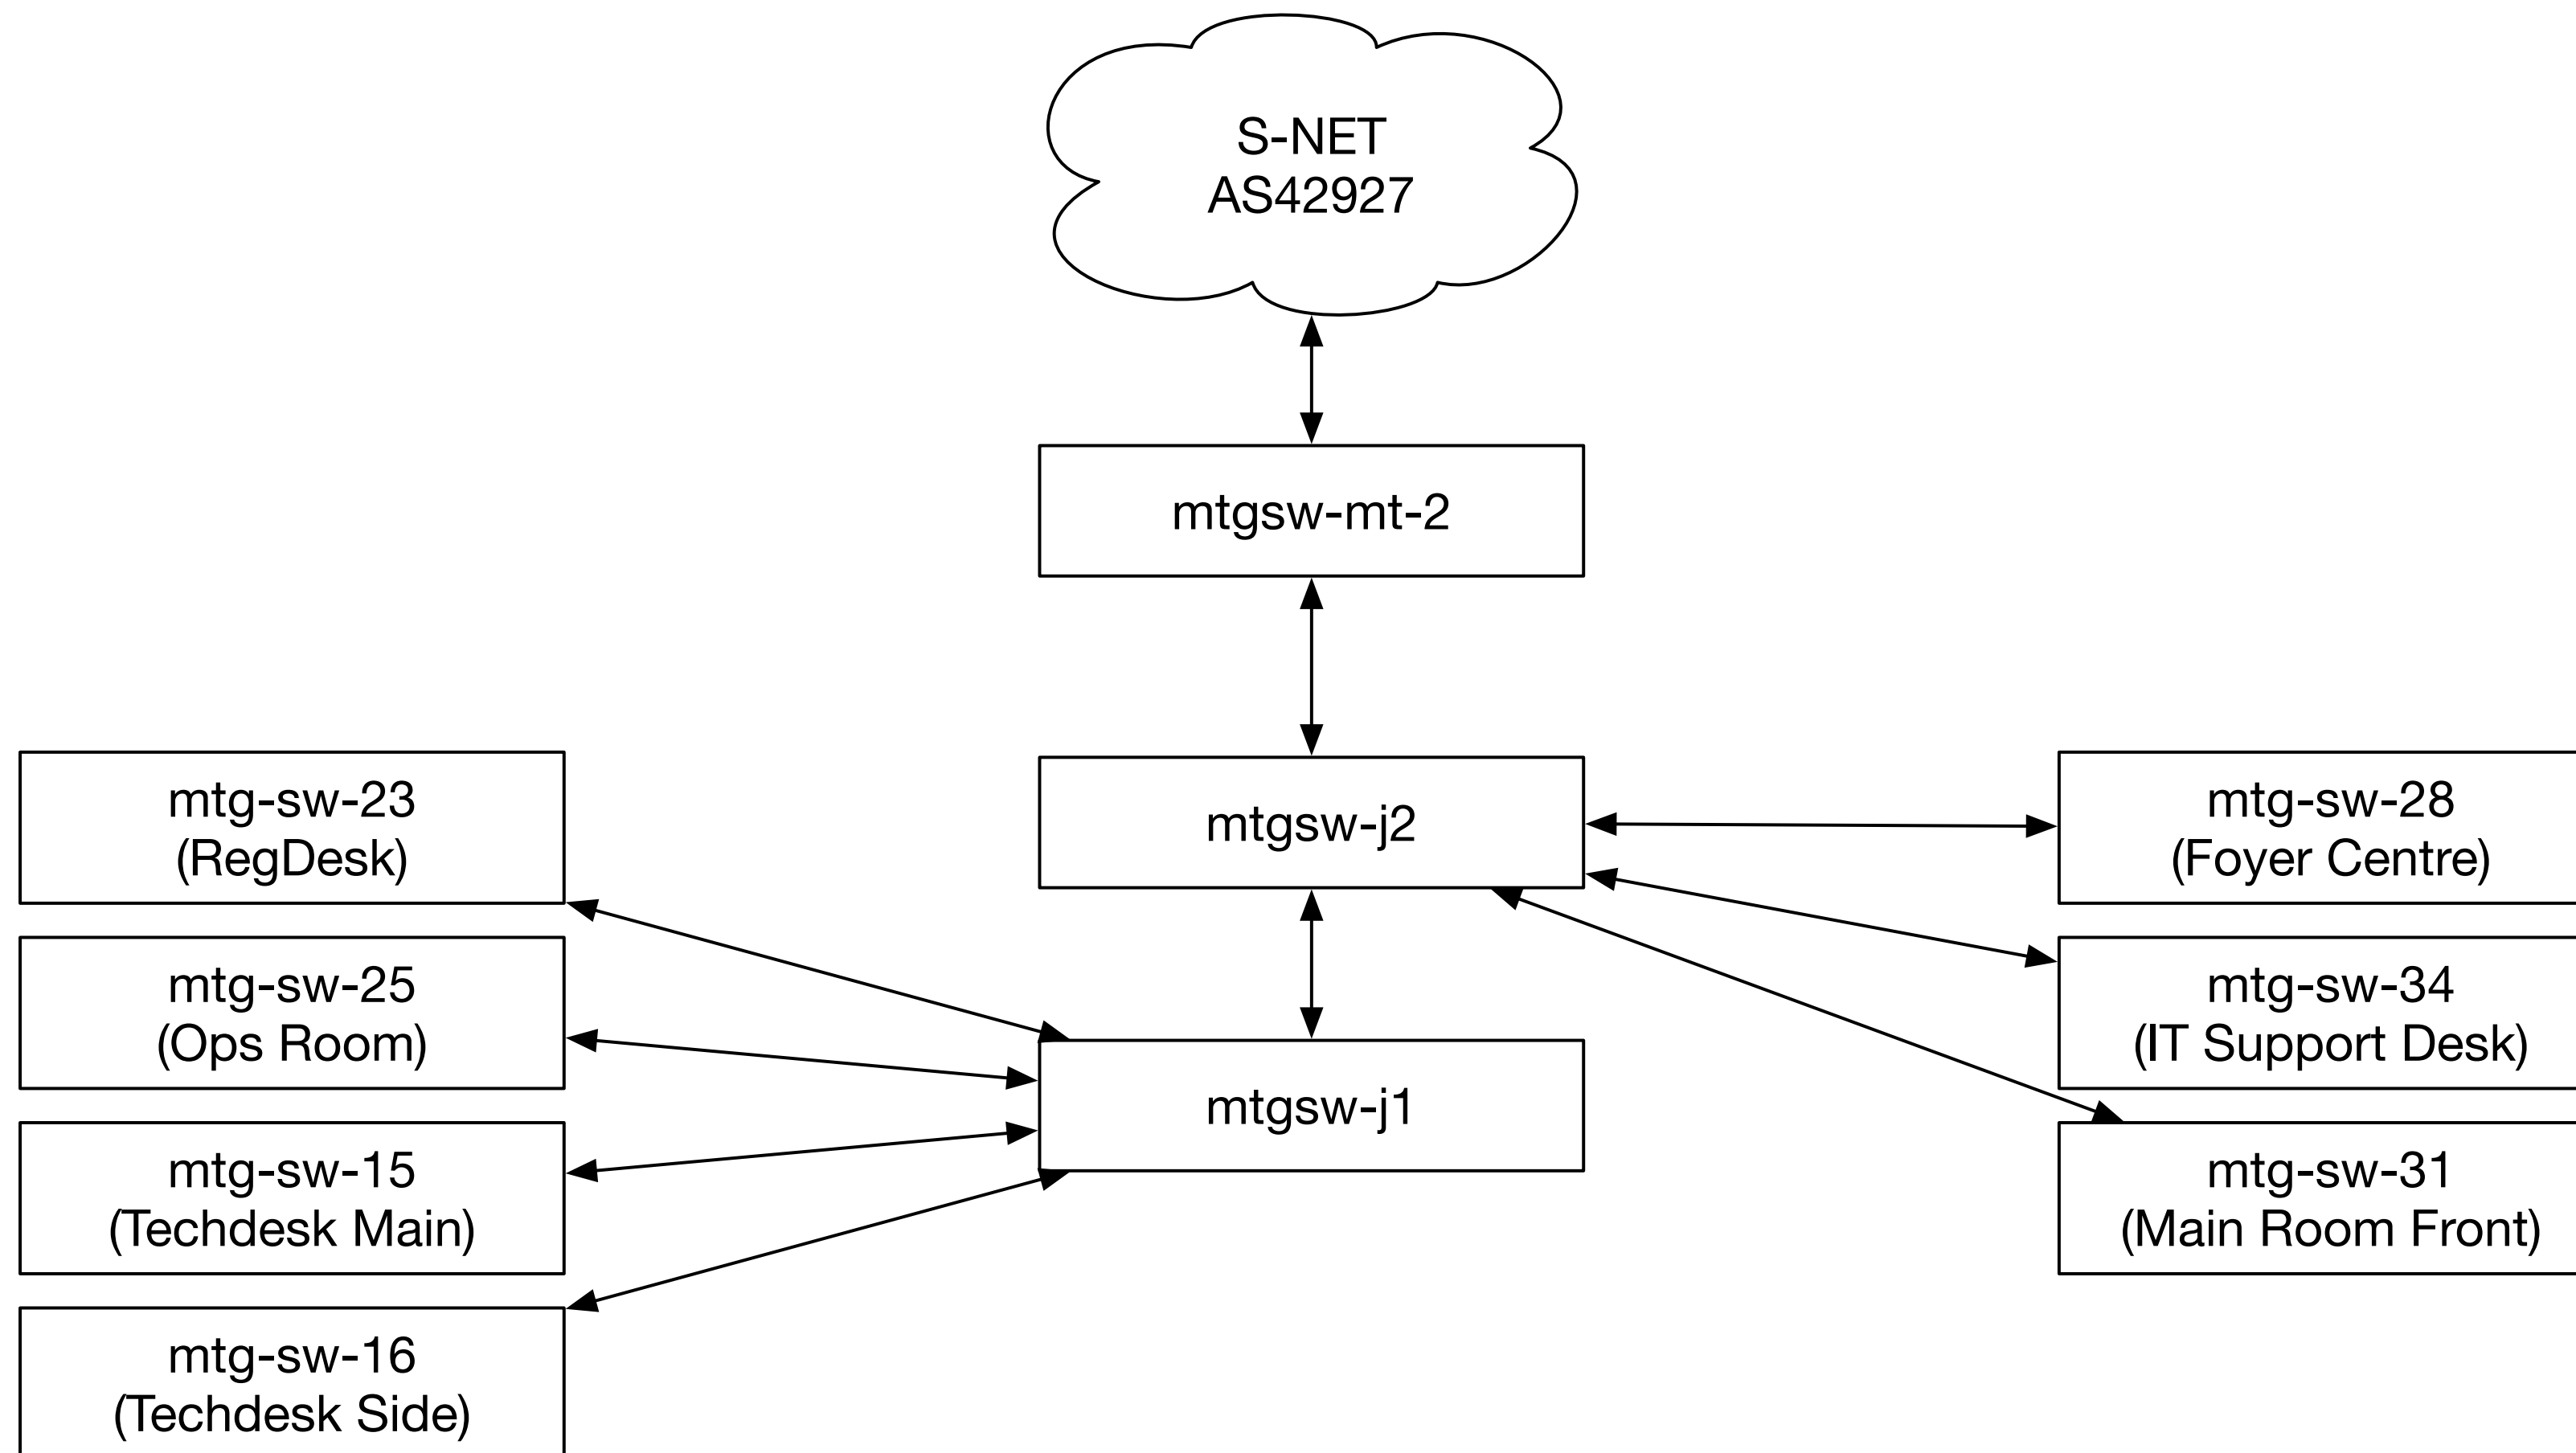 S-NET
AS42927
mtgsw-mt-2
mtgsw-j2
mtgsw-j1
mtg-sw-23
(RegDesk)
mtg-sw-25
(Ops Room)
mtg-sw-15
(Techdesk Main)
mtg-sw-16
(Techdesk Side)
mtg-sw-28
(Foyer Centre)
mtg-sw-34
(IT Support Desk)
mtg-sw-31
(Main Room Front)